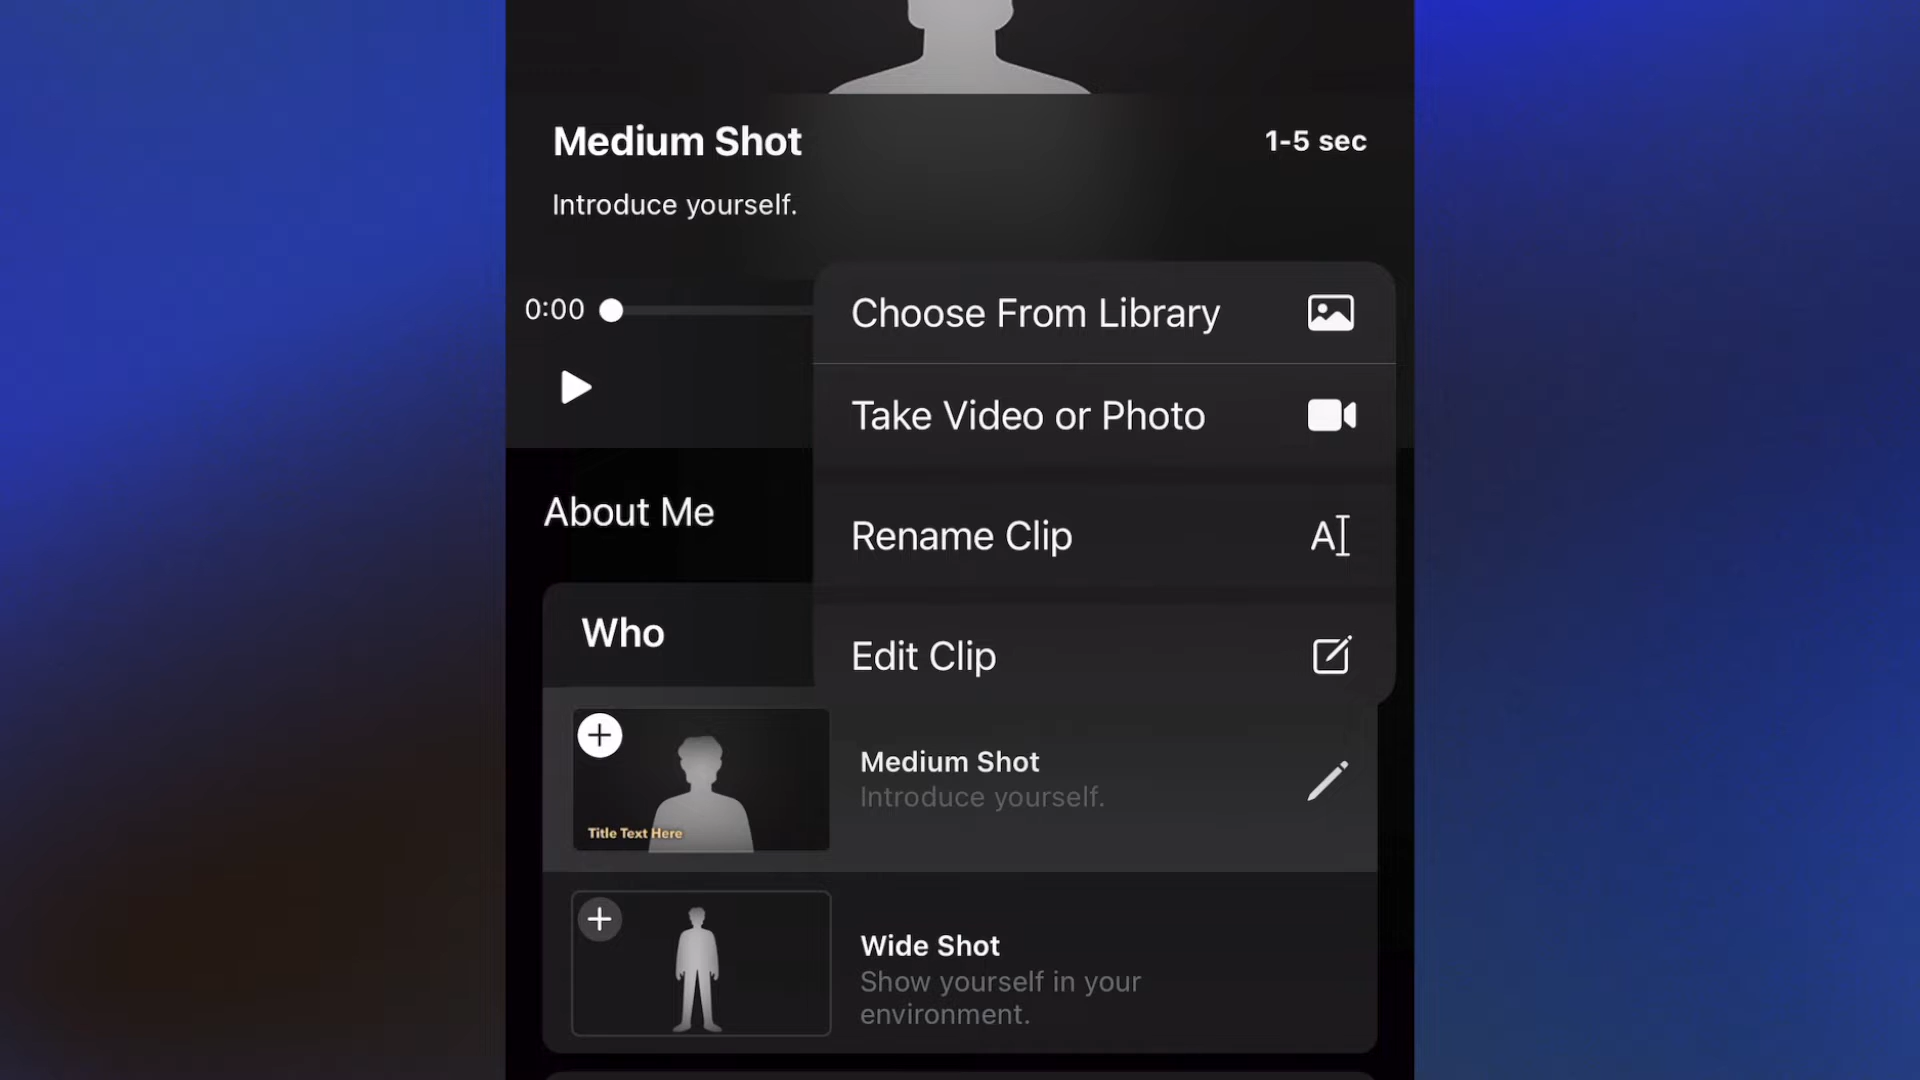 Medium Shot
1-5 sec
Introduce yourself.
0:00
Choose From Library
Take Video or Photo
Rename Clip
Edit Clip
About Me
Who
Title Text Here
Medium Shot
Introduce yourself.
Wide Shot
Show yourself in your
environment.